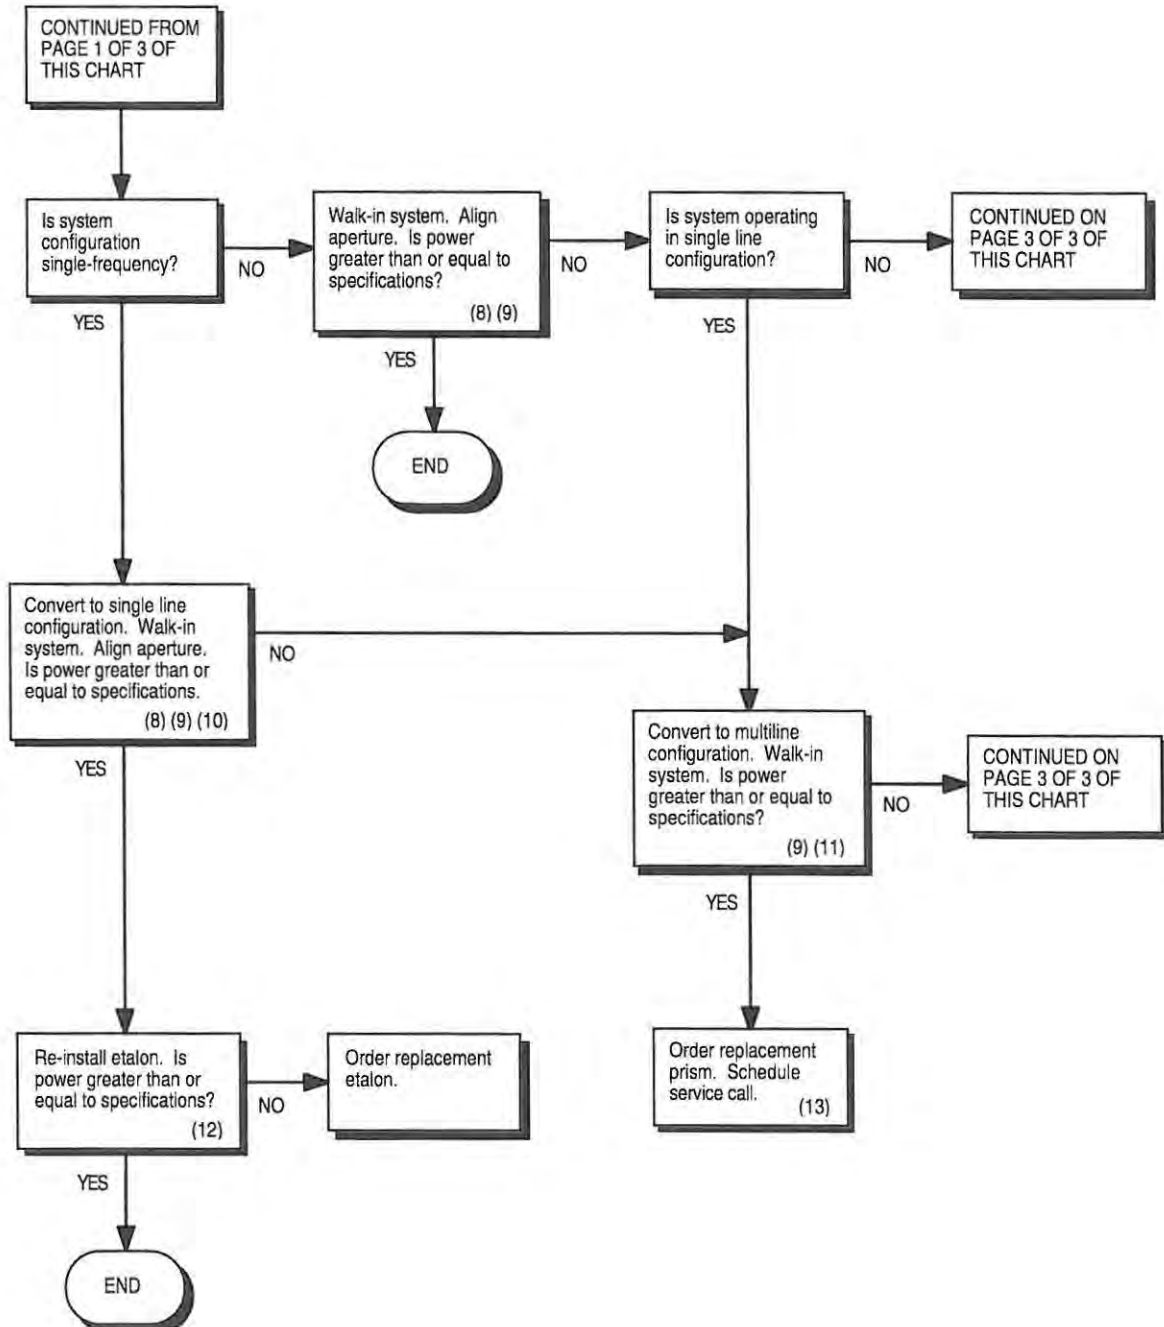 CONTINUED FROM
PAGE 1 OF 3 OF
THIS CHART
Is system
configuration
single-frequency?
NO
YES
Walk-in system. Align
aperture. Is power
greater than or equal to
specifications?
(8) (9)
NO
YES
END
Is system operating
in single line
configuration?
NO
YES
CONTINUED ON
PAGE 3 OF 3 OF
THIS CHART
Convert to single line
configuration. Walk-in
system. Align aperture.
Is power greater than or
equal to specifications.
(8) (9) (10)
NO
YES
Convert to multiline
configuration. Walk-in
system. Is power
greater than or equal to
specifications?
(9) (11)
NO
YES
CONTINUED ON
PAGE 3 OF 3 OF
THIS CHART
Re-install etalon. Is
power greater than or
equal to specifications?
(12)
NO
YES
Order replacement
etalon.
Order replacement
prism. Schedule
service call.
(13)
END